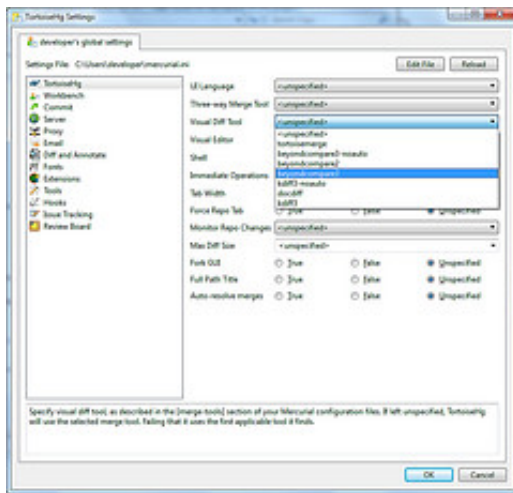 TortoiseHg Settings
developer's global settings
Settings File: C:\Users\developer\mercurial.ini
Edit File
Reload
TortoiseHg
Workbench
Commit
Server
Proxy
Email
Diff and Annotate
Fonts
Extensions
Tools
Hooks
Issue Tracking
Review Board
UI Language <unspecified>
Three-way Merge Tool <unspecified>
Visual Diff Tool <unspecified>
<unspecified>
tortoisemerge
beyondcompare3-noauto
beyondcompare2
beyondcompare3
kdiff3-noauto
docdiff
kdiff3
Visual Editor
Shell
Immediate Operations
Tab Width
Force Repo Tab True False Unspecified
Monitor Repo Changes <unspecified>
Max Diff Size <unspecified>
Fork GUI True False Unspecified
Full Path Title True False Unspecified
Auto-resolve merges True False Unspecified
Specify visual diff tool, as described in the [merge-tools] section of your Mercurial configuration files. If left unspecified, TortoiseHg
will use the selected merge tool. Failing that it uses the first applicable tool it finds.
OK
Cancel